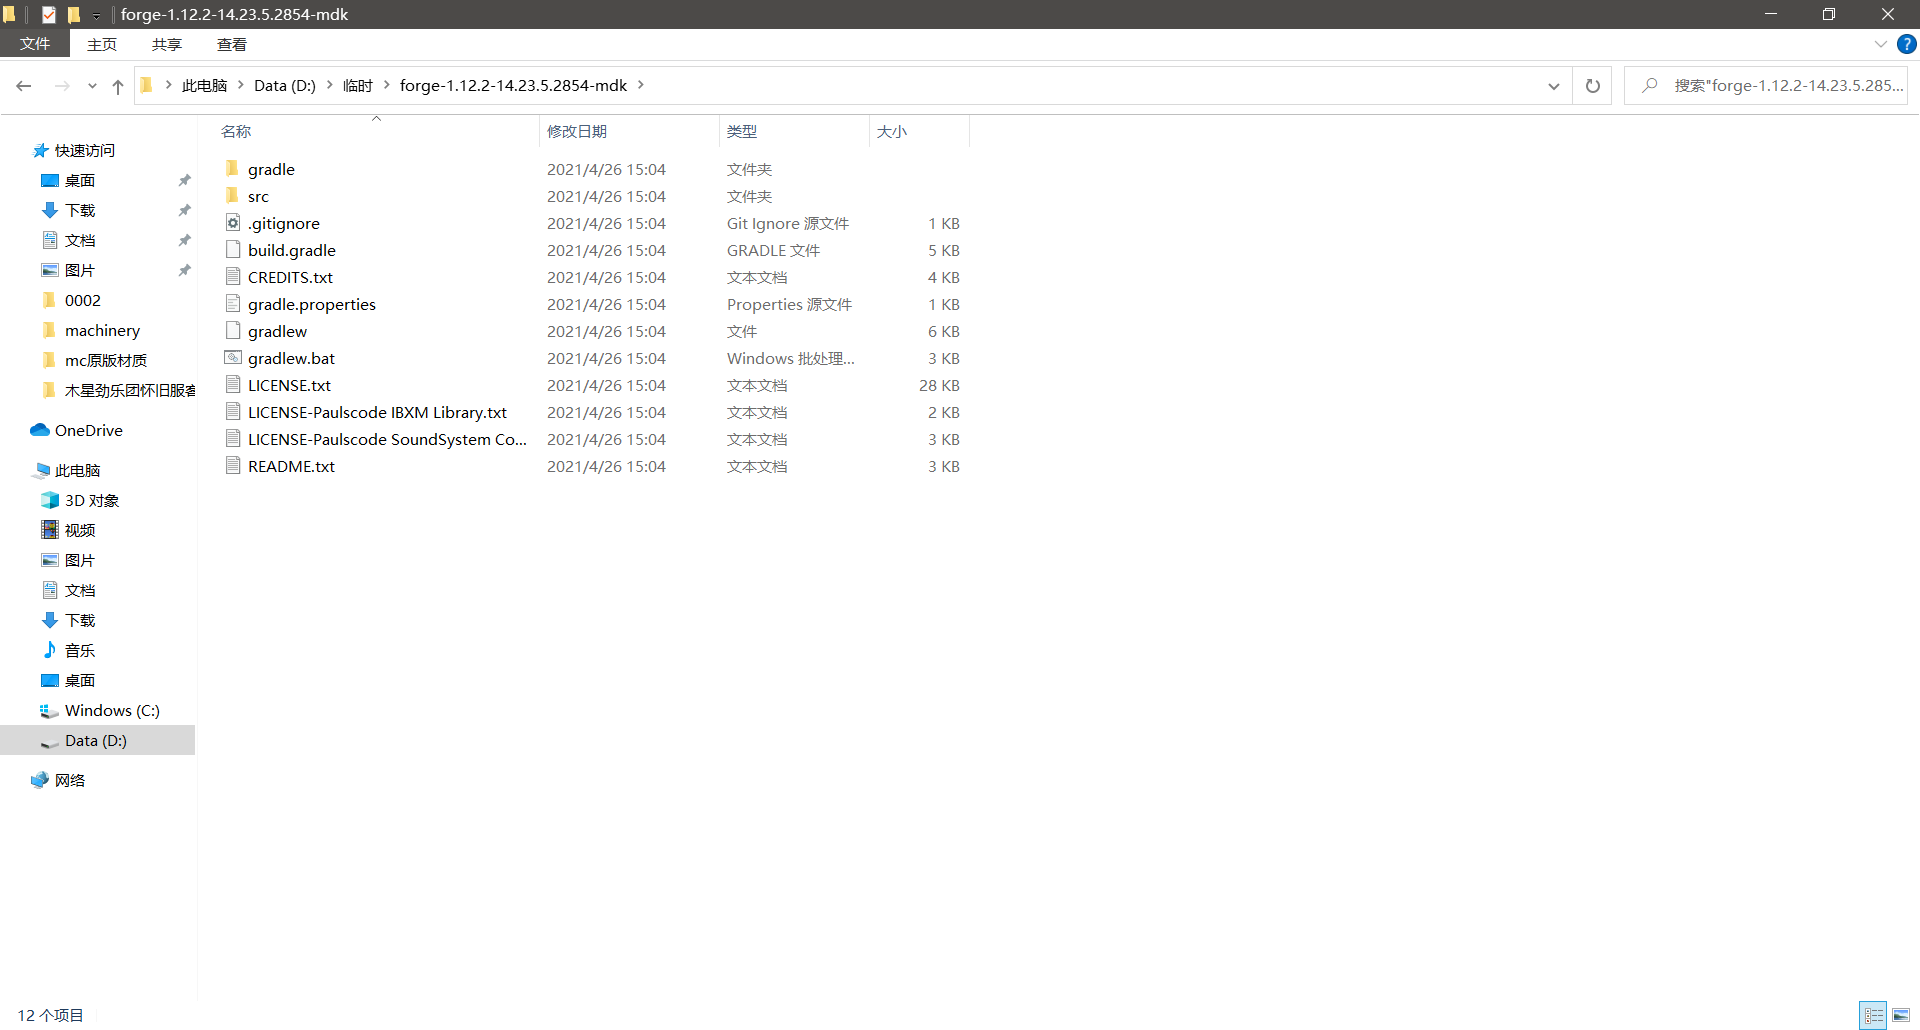 forge-1.12.2-14.23.5.2854-mdk
文件 主页 共享 查看
此电脑 Data (D:) 临时 forge-1.12.2-14.23.5.2854-mdk 搜索"forge-1.12.2-14.23.5.285...
快速访问
桌面
下载
文档
图片
0002
machinery
mc原版材质
木星劲乐团怀旧服客
OneDrive
此电脑
3D 对象
视频
图片
文档
下载
音乐
桌面
Windows (C:)
Data (D:)
网络
名称 修改日期 类型 大小
gradle 2021/4/26 15:04 文件夹
src 2021/4/26 15:04 文件夹
.gitignore 2021/4/26 15:04 Git Ignore 源文件 1 KB
build.gradle 2021/4/26 15:04 GRADLE 文件 5 KB
CREDITS.txt 2021/4/26 15:04 文本文档 4 KB
gradle.properties 2021/4/26 15:04 Properties 源文件 1 KB
gradlew 2021/4/26 15:04 文件 6 KB
gradlew.bat 2021/4/26 15:04 Windows 批处理... 3 KB
LICENSE.txt 2021/4/26 15:04 文本文档 28 KB
LICENSE-Paulscode IBXM Library.txt 2021/4/26 15:04 文本文档 2 KB
LICENSE-Paulscode SoundSystem Co... 2021/4/26 15:04 文本文档 3 KB
README.txt 2021/4/26 15:04 文本文档 3 KB
12 个项目